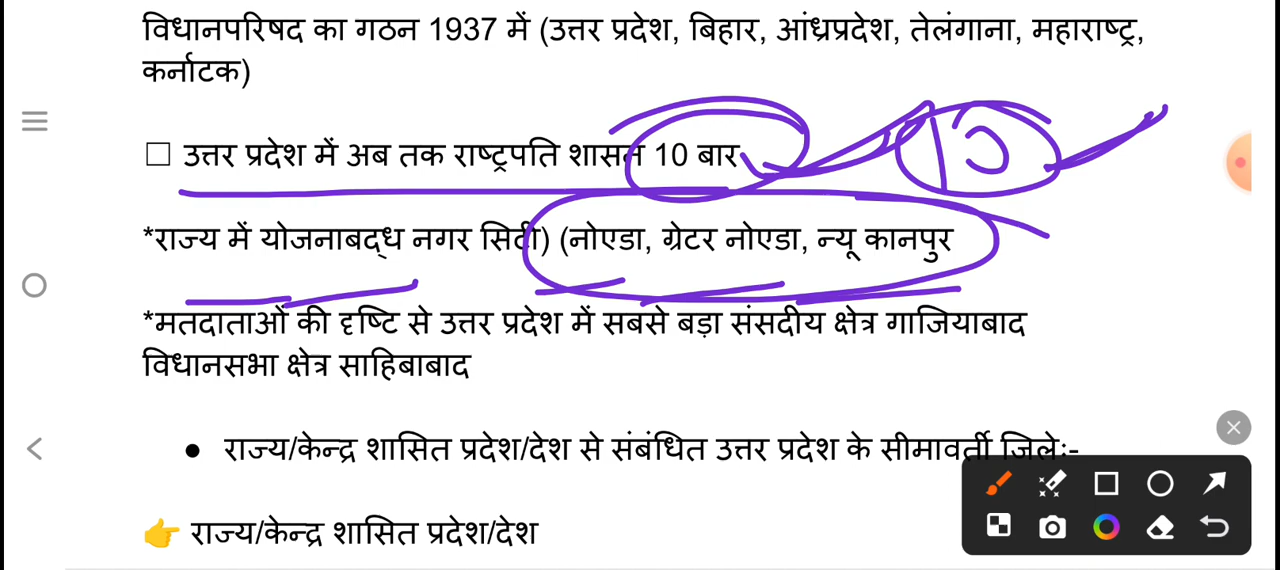 विधानपरिषद का गठन 1937 में (उत्तर प्रदेश, बिहार, आंध्रप्रदेश, तेलंगाना, महाराष्ट्र,
कर्नाटक)
□ उत्तर प्रदेश में अब तक राष्ट्रपति शासन 10 बार
10
*राज्य में योजनाबद्ध नगर सिटी) (नोएडा, ग्रेटर नोएडा, न्यू कानपुर
*मतदाताओं की दृष्टि से उत्तर प्रदेश में सबसे बड़ा संसदीय क्षेत्र गाजियाबाद
विधानसभा क्षेत्र साहिबाबाद
● राज्य/केन्द्र शासित प्रदेश/देश से संबंधित उत्तर प्रदेश के सीमावर्ती जिलेः-
👉 राज्य/केन्द्र शासित प्रदेश/देश